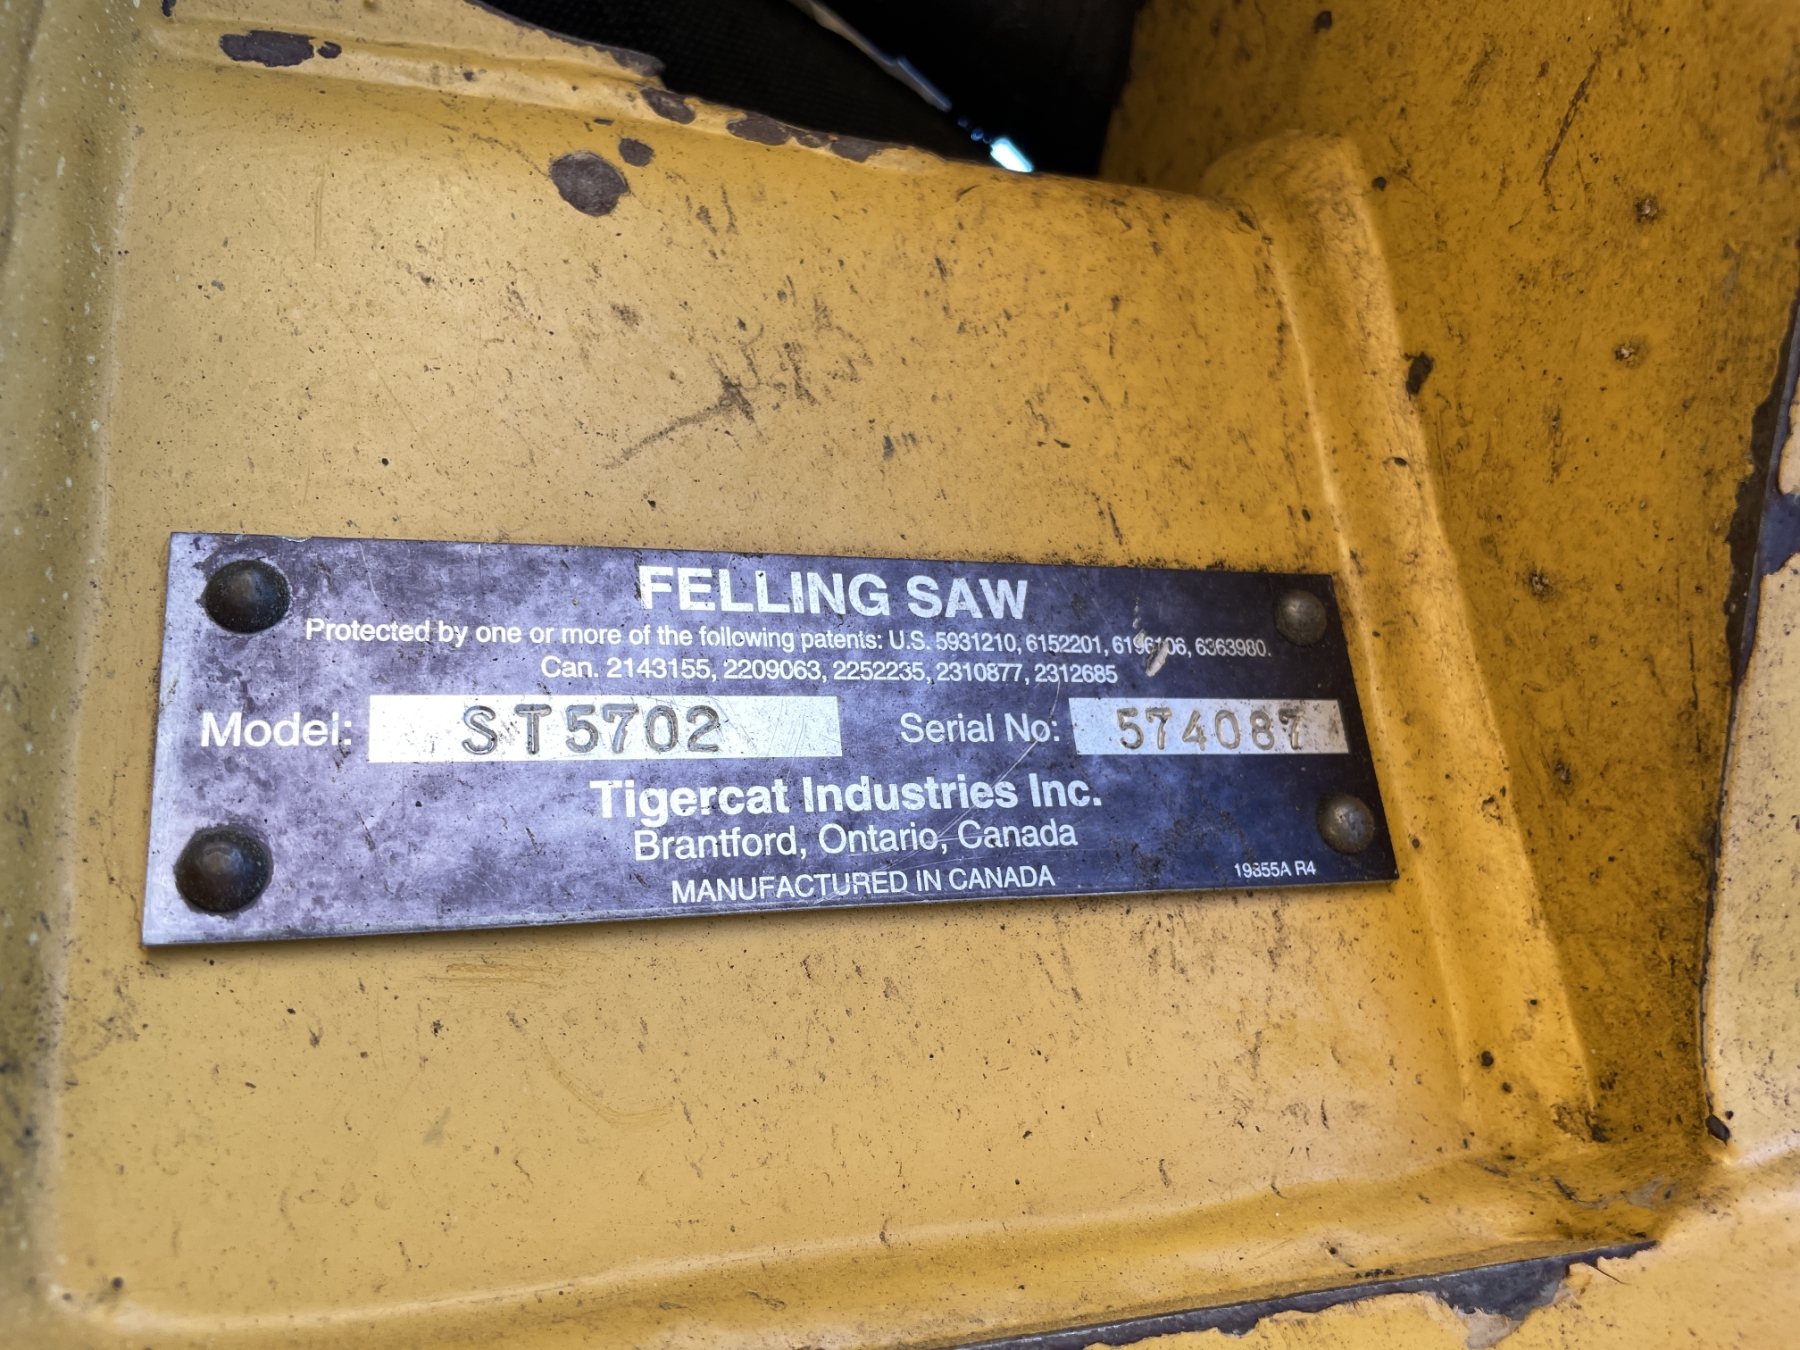 FELLING SAW
Protected by one or more of the following patents: U.S. 5931210, 6152201, 6196106, 6363980.
Can. 2143155, 2209063, 2252235, 2310877, 2312685
Model: ST5702 Serial No: 574087
Tigercat Industries Inc.
Brantford, Ontario, Canada
MANUFACTURED IN CANADA
19355A R4